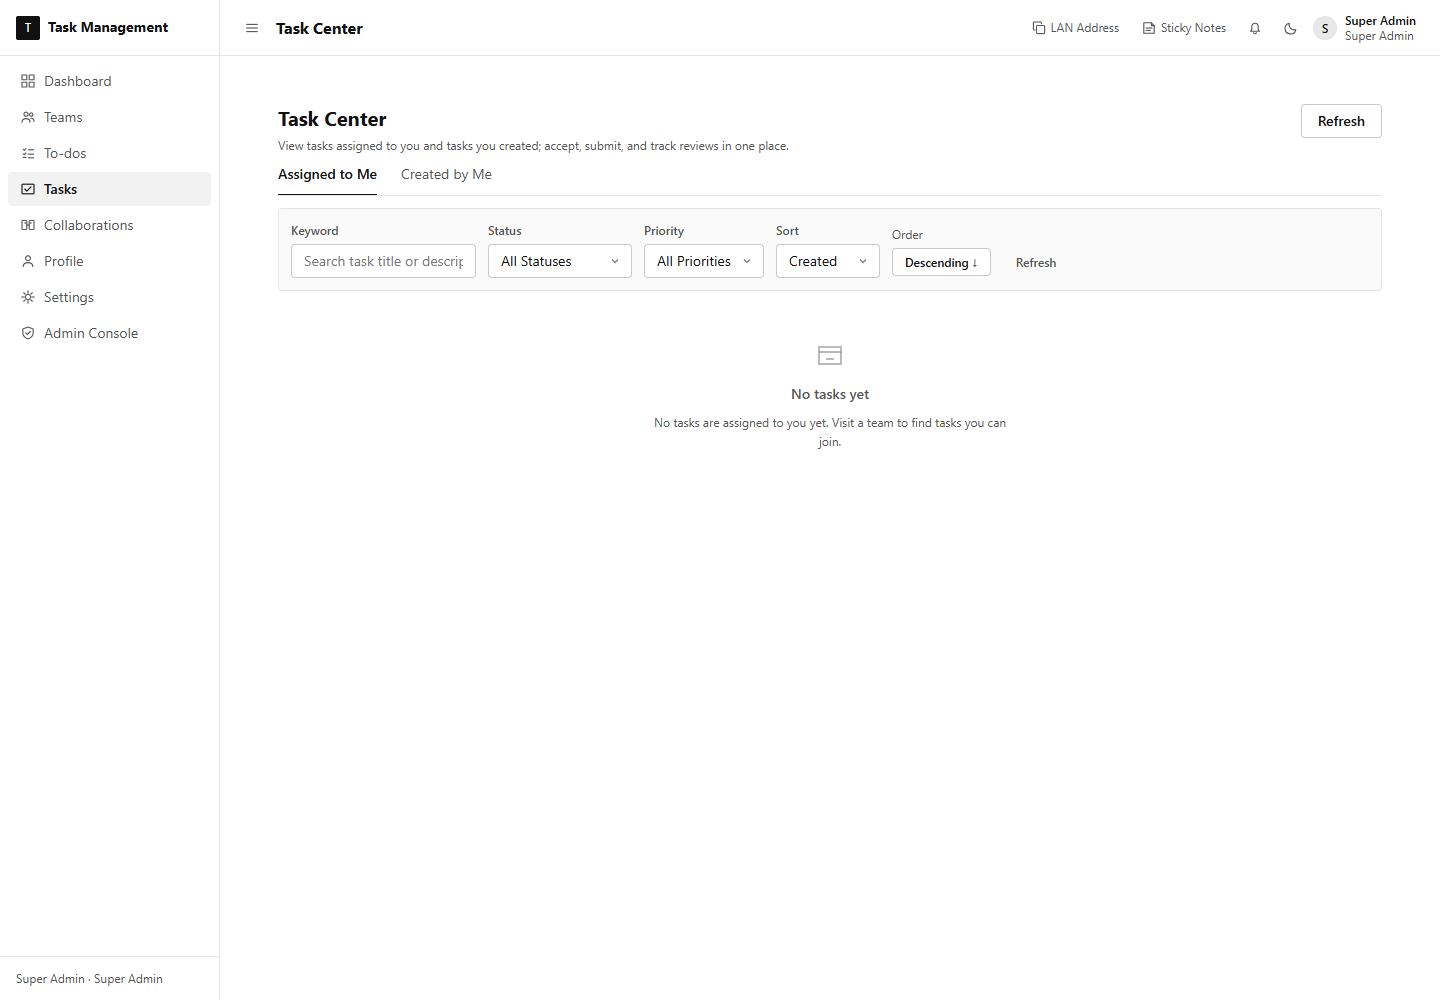 T Task Management
Task Center
LAN Address
Sticky Notes
S
Super Admin
Super Admin
Dashboard
Teams
To-dos
Tasks
Collaborations
Profile
Settings
Admin Console
Task Center
Refresh
View tasks assigned to you and tasks you created; accept, submit, and track reviews in one place.
Assigned to Me
Created by Me
Keyword
Status
Priority
Sort
Order
Search task title or descrip
All Statuses
All Priorities
Created
Descending ↓
Refresh
No tasks yet
No tasks are assigned to you yet. Visit a team to find tasks you can
join.
Super Admin · Super Admin